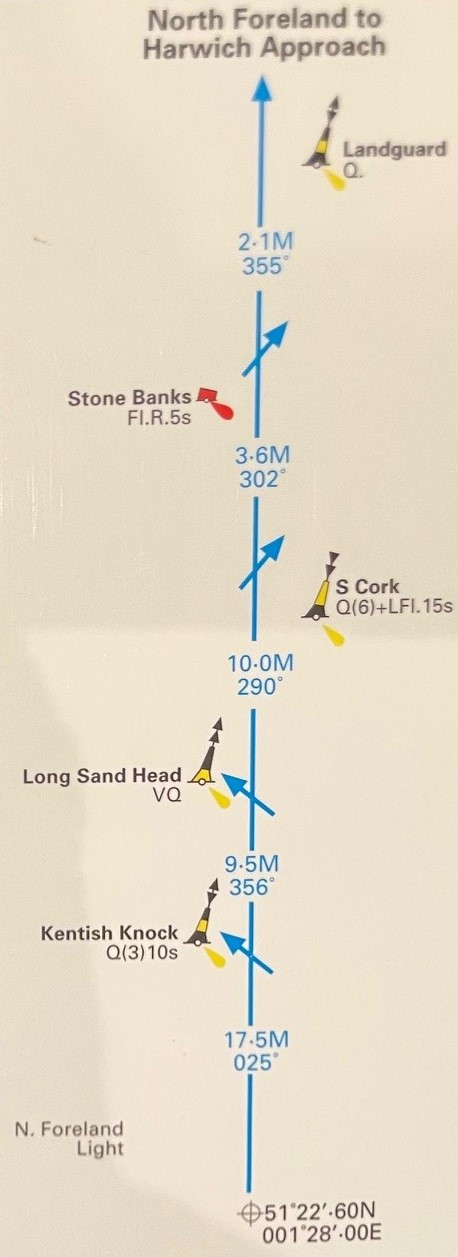 North Foreland to
Harwich Approach
Landguard
Q.
2·1M
355°
Stone Banks
Fl.R.5s
3·6M
302°
S Cork
Q(6)+LFl.15s
10·0M
290°
Long Sand Head
VQ
9·5M
356°
Kentish Knock
Q(3)10s
17·5M
025°
N. Foreland
Light
51°22'·60N
001°28'·00E